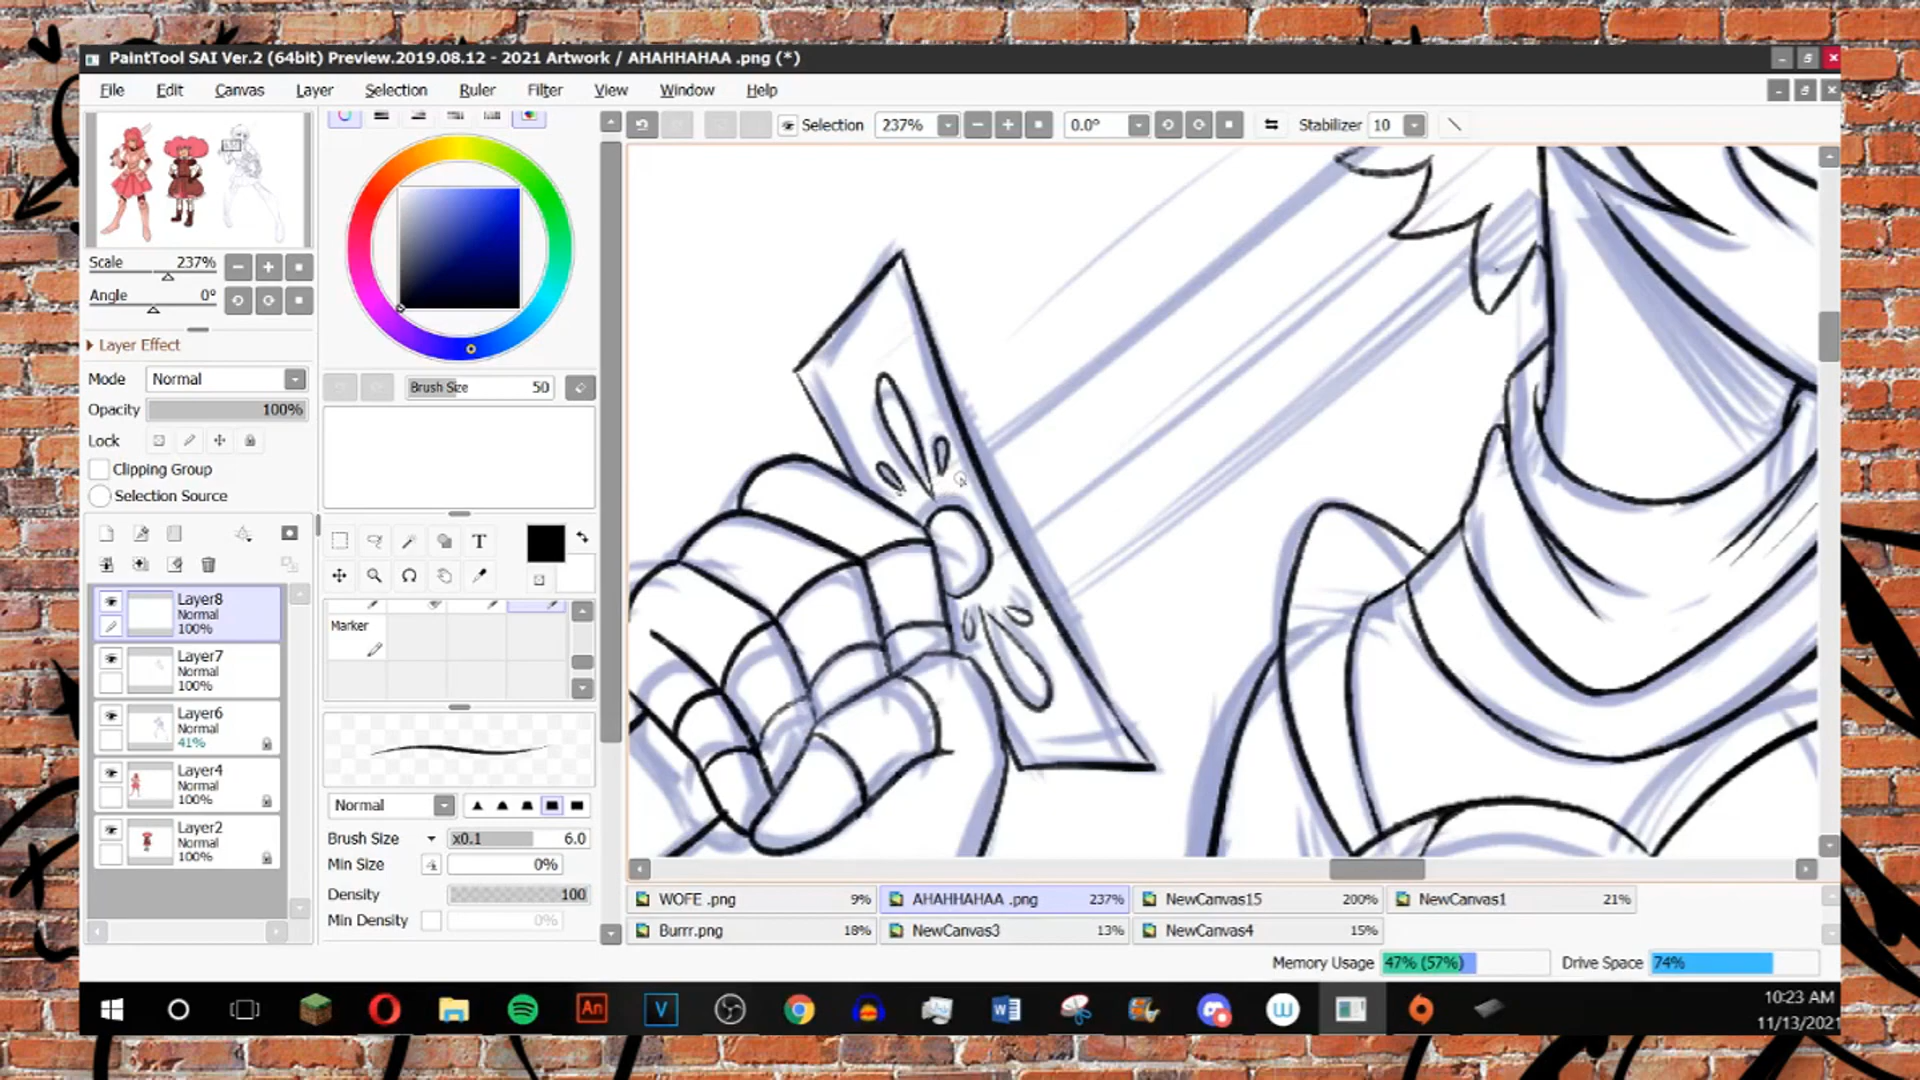 PaintTool SAI Ver.2 (64bit) Preview.2019.08.12 - 2021 Artwork / AHAHHAHAA .png (*)
File Edit Canvas Layer Selection Ruler Filter View Window Help
Selection 237% 0.0° Stabilizer 10
Scale 237%
Angle 0°
Layer Effect
Mode Normal
Opacity 100%
Lock
Clipping Group
Selection Source
Layer8
Normal
100%
Layer7
Normal
100%
Layer6
Normal
41%
Layer4
Normal
100%
Layer2
Normal
100%
Brush Size 50
T
Marker
Normal
Brush Size x0.1 6.0
Min Size 0%
Density 100
Min Density 0%
WOFE .png 9% AHAHHAHAA .png 237% NewCanvas15 200% NewCanvas1 21%
Burrr.png 18% NewCanvas3 13% NewCanvas4 15%
Memory Usage 47% (57%) Drive Space 74%
An V W W
10:23 AM
11/13/2021